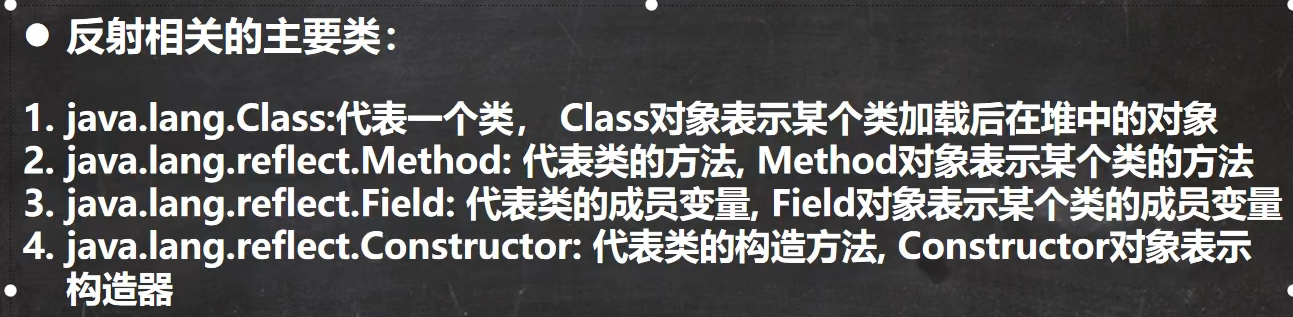 ● 反射相关的主要类：
1. java.lang.Class:代表一个类， Class对象表示某个类加载后在堆中的对象
2. java.lang.reflect.Method: 代表类的方法, Method对象表示某个类的方法
3. java.lang.reflect.Field: 代表类的成员变量, Field对象表示某个类的成员变量
4. java.lang.reflect.Constructor: 代表类的构造方法, Constructor对象表示
构造器